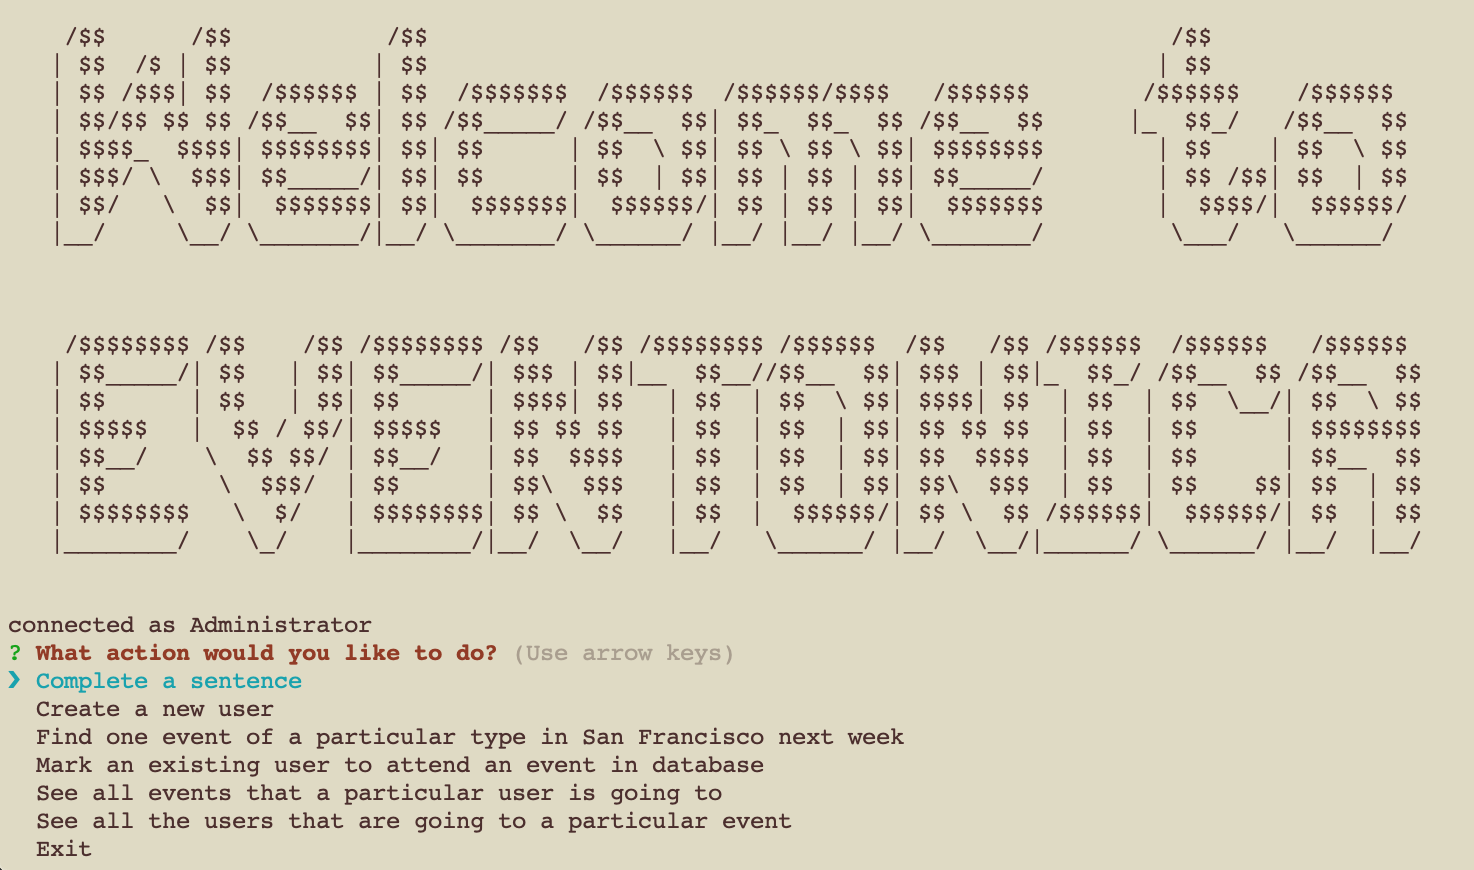 Welcome to
EVENTONICA
connected as Administrator
? What action would you like to do? (Use arrow keys)
❯ Complete a sentence
Create a new user
Find one event of a particular type in San Francisco next week
Mark an existing user to attend an event in database
See all events that a particular user is going to
See all the users that are going to a particular event
Exit